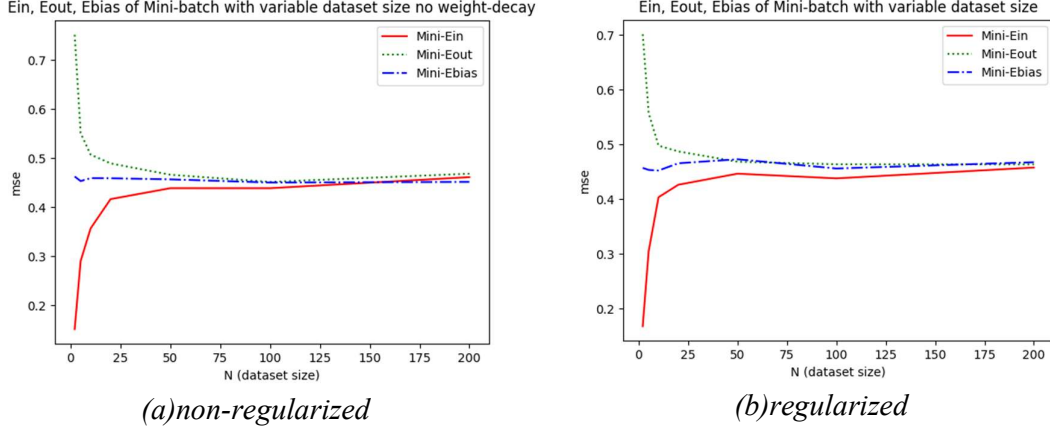 Ein, Eout, Ebias of Mini-batch with variable dataset size no weight-decay
Mini-Ein
Mini-Eout
Mini-Ebias
0.7
0.6
0.5
0.4
0.3
0.2
mse
0 25 50 75 100 125 150 175 200
N (dataset size)
(a)non-regularized
Ein, Eout, Ebias of Mini-batch with variable dataset size
Mini-Ein
Mini-Eout
Mini-Ebias
0.7
0.6
0.5
0.4
0.3
0.2
mse
0 25 50 75 100 125 150 175 200
N (dataset size)
(b)regularized